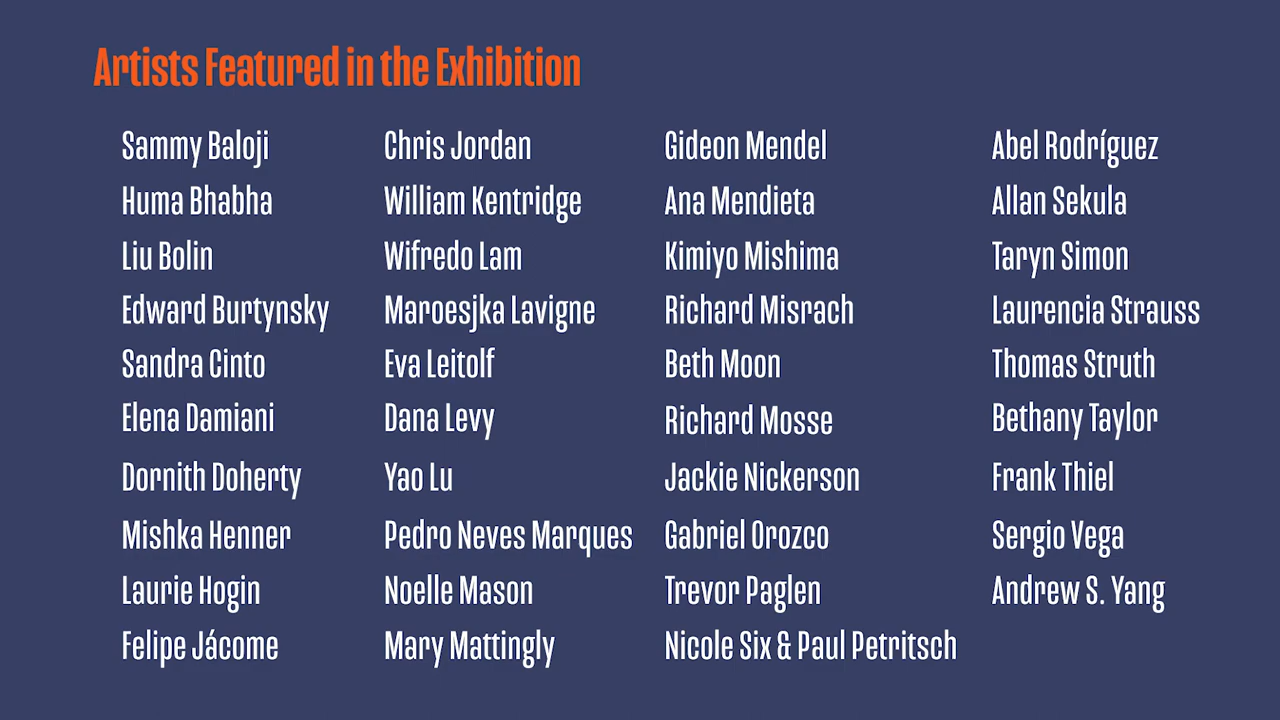 Artists Featured in the Exhibition
Sammy Baloji
Huma Bhabha
Liu Bolin
Edward Burtynsky
Sandra Cinto
Elena Damiani
Dornith Doherty
Mishka Henner
Laurie Hogin
Felipe Jácome
Chris Jordan
William Kentridge
Wifredo Lam
Maroesjka Lavigne
Eva Leitolf
Dana Levy
Yao Lu
Pedro Neves Marques
Noelle Mason
Mary Mattingly
Gideon Mendel
Ana Mendieta
Kimiyo Mishima
Richard Misrach
Beth Moon
Richard Mosse
Jackie Nickerson
Gabriel Orozco
Trevor Paglen
Nicole Six & Paul Petritsch
Abel Rodríguez
Allan Sekula
Taryn Simon
Laurencia Strauss
Thomas Struth
Bethany Taylor
Frank Thiel
Sergio Vega
Andrew S. Yang